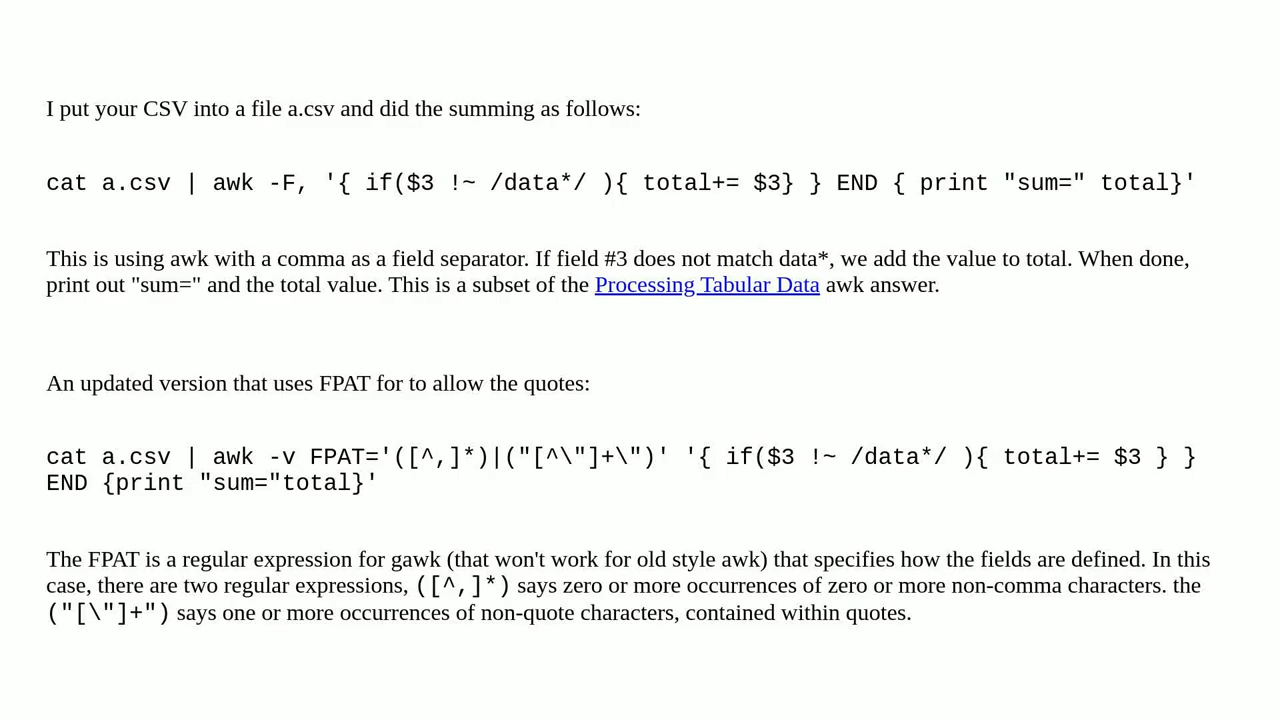 I put your CSV into a file a.csv and did the summing as follows:
cat a.csv | awk -F, '{ if($3 !~ /data*/ ){ total+= $3} } END { print "sum=" total}'
This is using awk with a comma as a field separator. If field #3 does not match data*, we add the value to total. When done,
print out "sum=" and the total value. This is a subset of the Processing Tabular Data awk answer.
An updated version that uses FPAT for to allow the quotes:
cat a.csv | awk -v FPAT='([^,]*)|("[^\"]+\")' '{ if($3 !~ /data*/ ){ total+= $3 } }
END {print "sum="total}'
The FPAT is a regular expression for gawk (that won't work for old style awk) that specifies how the fields are defined. In this
case, there are two regular expressions, ([^,]*) says zero or more occurrences of zero or more non-comma characters. the
("[\"]+") says one or more occurrences of non-quote characters, contained within quotes.